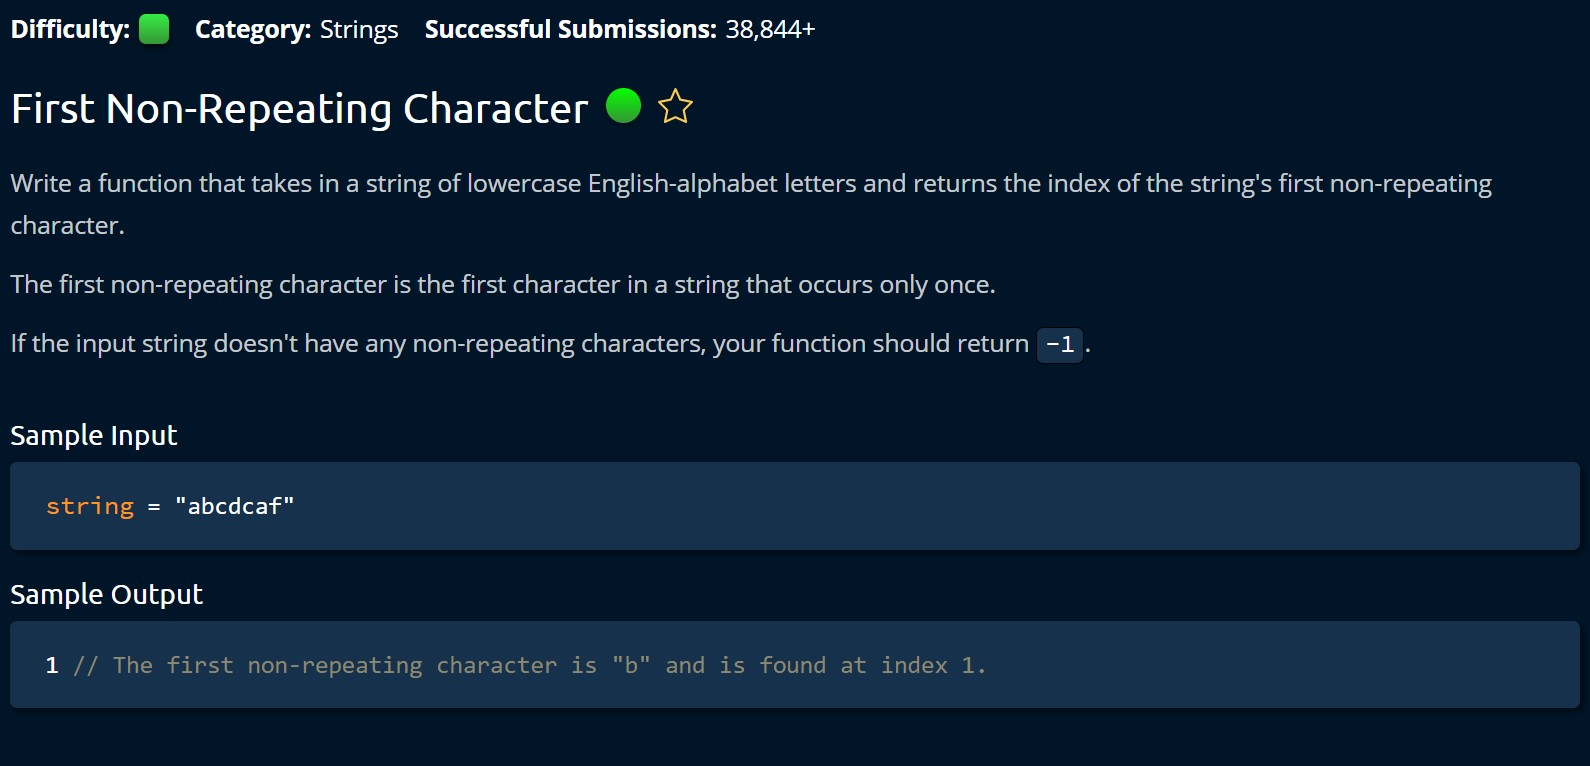 Difficulty: Category: Strings Successful Submissions: 38,844+
First Non-Repeating Character
Write a function that takes in a string of lowercase English-alphabet letters and returns the index of the string's first non-repeating
character.
The first non-repeating character is the first character in a string that occurs only once.
If the input string doesn't have any non-repeating characters, your function should return -1.
Sample Input
string = "abcdcaf"
Sample Output
1 // The first non-repeating character is "b" and is found at index 1.